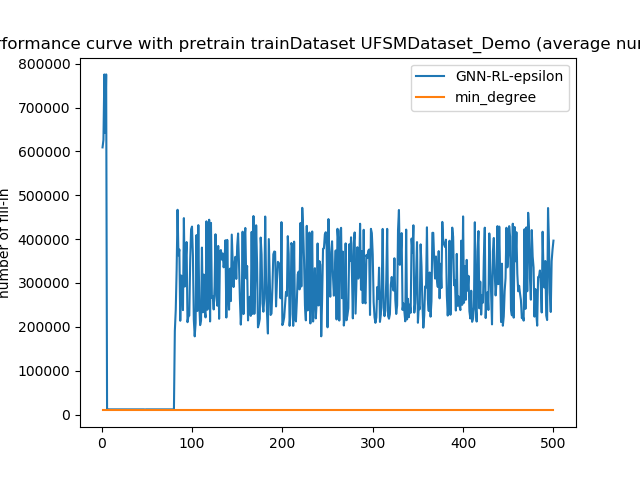 rformance curve with pretrain trainDataset UFSMDataset_Demo (average nu
GNN-RL-epsilon
min_degree
number of fill-in
800000
700000
600000
500000
400000
300000
200000
100000
0
0 100 200 300 400 500